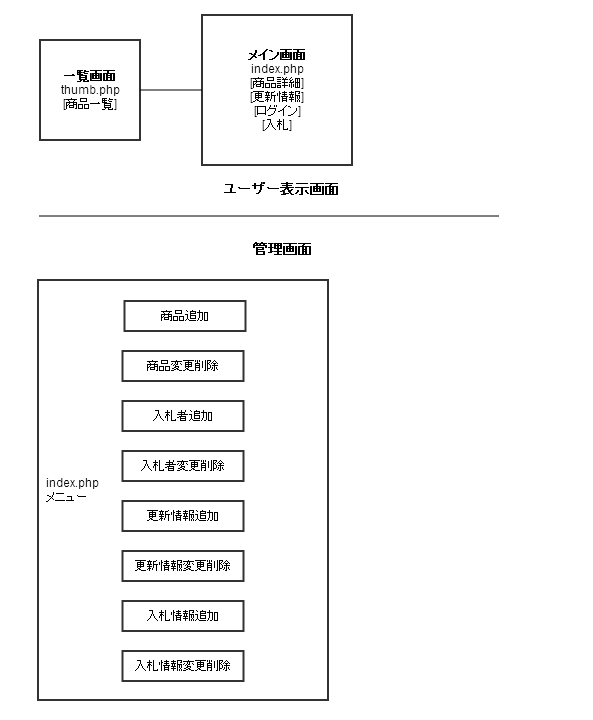 一覧画面
thumb.php
[商品一覧]
メイン画面
index.php
[商品詳細]
[更新情報]
[ログイン]
[入札]
ユーザー表示画面
管理画面
index.php
メニュー
商品追加
商品変更削除
入札者追加
入札者変更削除
更新情報追加
更新情報変更削除
入札情報追加
入札情報変更削除